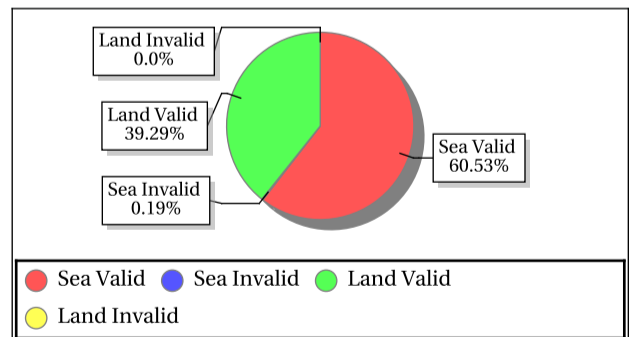 Land Invalid
0.0%
Land Valid
39.29%
Sea Valid
60.53%
Sea Invalid
0.19%
Sea Valid Sea Invalid Land Valid
Land Invalid